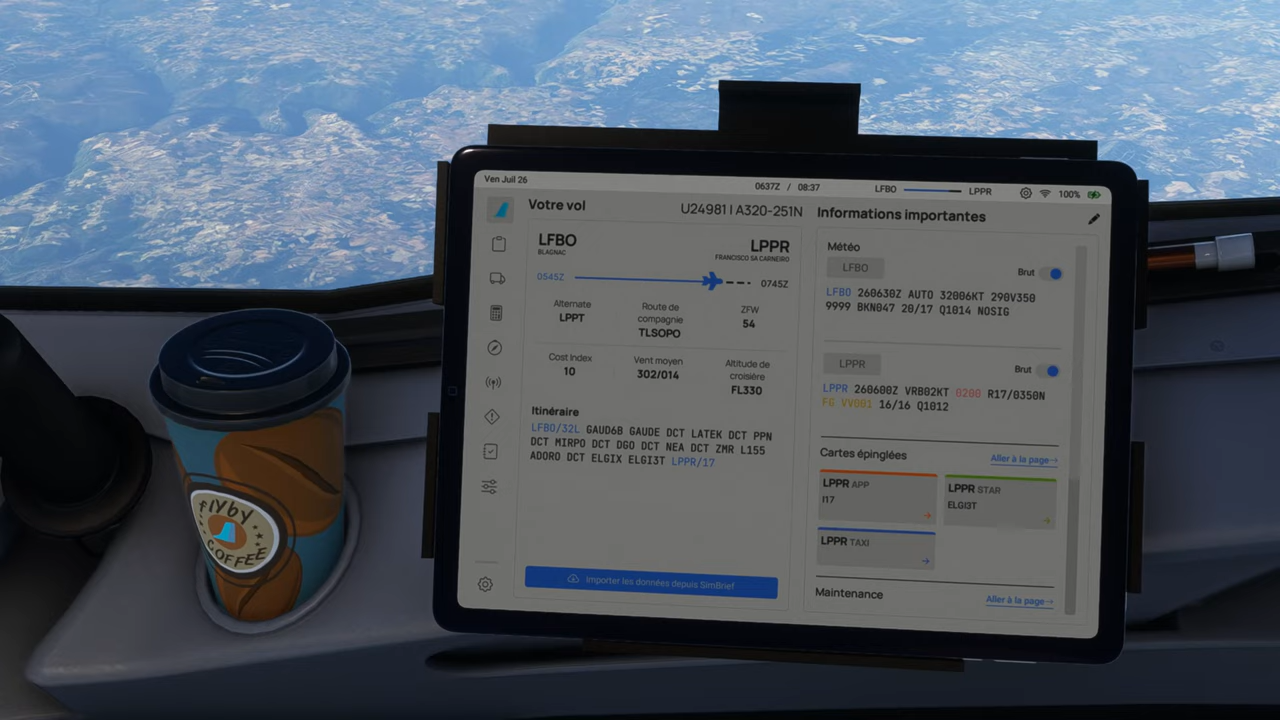 Ven Juil 26
0637Z / 08:37
LFBO LPPR
100%
Votre vol
U24981 | A320-251N
LFBO
BLAGNAC
LPPR
FRANCISCO SA CARNEIRO
0545Z
0745Z
Alternate
LPPT
Route de
compagnie
TLSOPO
ZFW
54
Cost Index
10
Vent moyen
302/014
Altitude de
croisière
FL330
Itinéraire
LFBO/32L GAUD6B GAUDE DCT LATEK DCT PPN
DCT MIRPO DCT DGO DCT NEA DCT ZMR L155
ADORO DCT ELGIX ELGI3T LPPR/17
Importer les données depuis SimBrief
Informations importantes
Météo
LFBO
Brut
LFBO 260630Z AUTO 32006KT 290V350
9999 BKN047 20/17 Q1014 NOSIG
LPPR
Brut
LPPR 260600Z VRB02KT 0200 R17/0350N
FG VV001 16/16 Q1012
Cartes épinglées
Aller à la page
LPPR APP
I17
LPPR STAR
ELGI3T
LPPR TAXI
Maintenance
Aller à la page
flyby
COFFEE